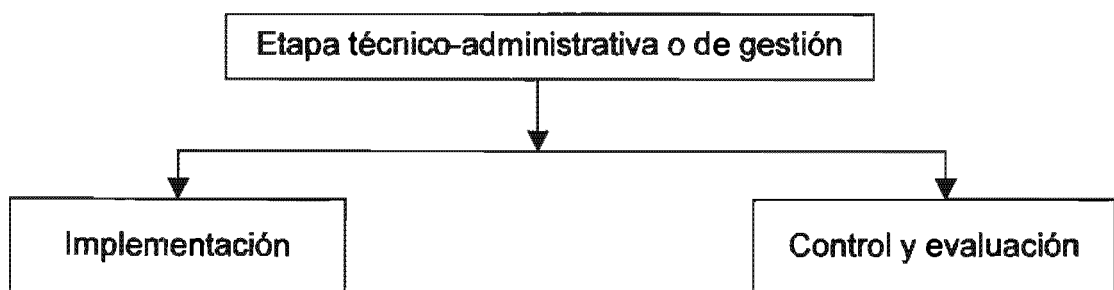 Etapa técnico-administrativa o de gestión
Implementación
Control y evaluación